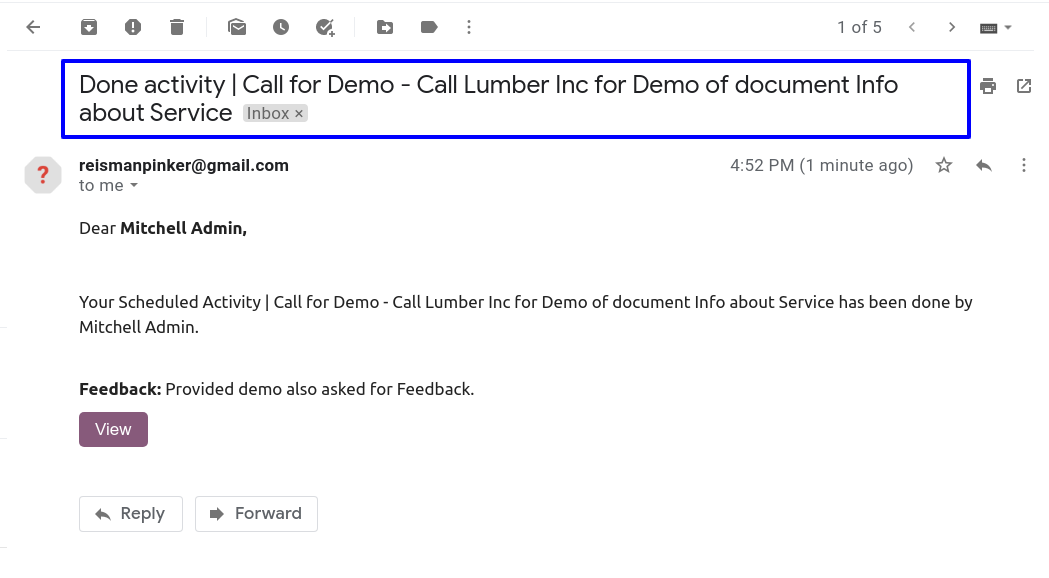 1 of 5
Done activity | Call for Demo - Call Lumber Inc for Demo of document Info
about Service Inbox ×
?
reismanpinker@gmail.com 4:52 PM (1 minute ago)
to me
Dear Mitchell Admin,
Your Scheduled Activity | Call for Demo - Call Lumber Inc for Demo of document Info about Service has been done by
Mitchell Admin.
Feedback: Provided demo also asked for Feedback.
View
Reply Forward